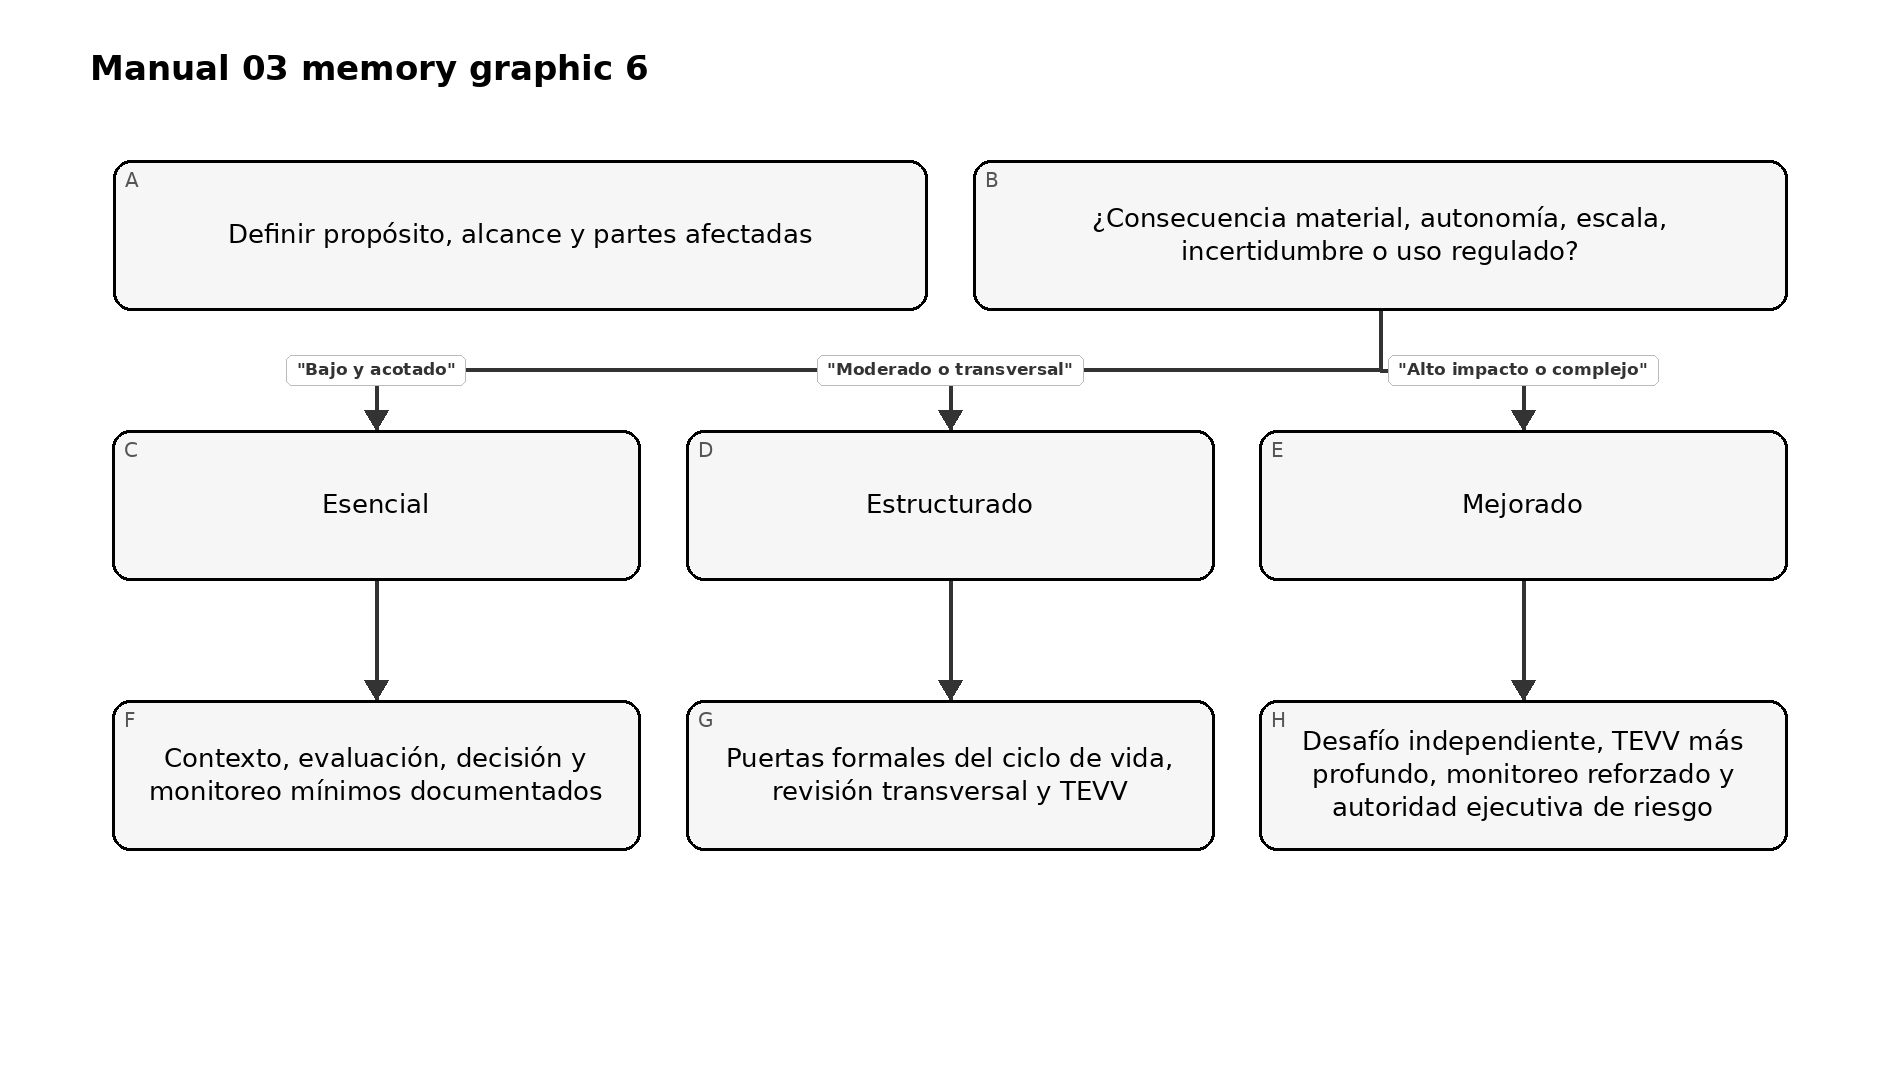 Manual 03 memory graphic 6
A
Definir propósito, alcance y partes afectadas
B
¿Consecuencia material, autonomía, escala,
incertidumbre o uso regulado?
"Bajo y acotado"
"Moderado o transversal"
"Alto impacto o complejo"
C
Esencial
D
Estructurado
E
Mejorado
F
Contexto, evaluación, decisión y
monitoreo mínimos documentados
G
Puertas formales del ciclo de vida,
revisión transversal y TEVV
H
Desafío independiente, TEVV más
profundo, monitoreo reforzado y
autoridad ejecutiva de riesgo